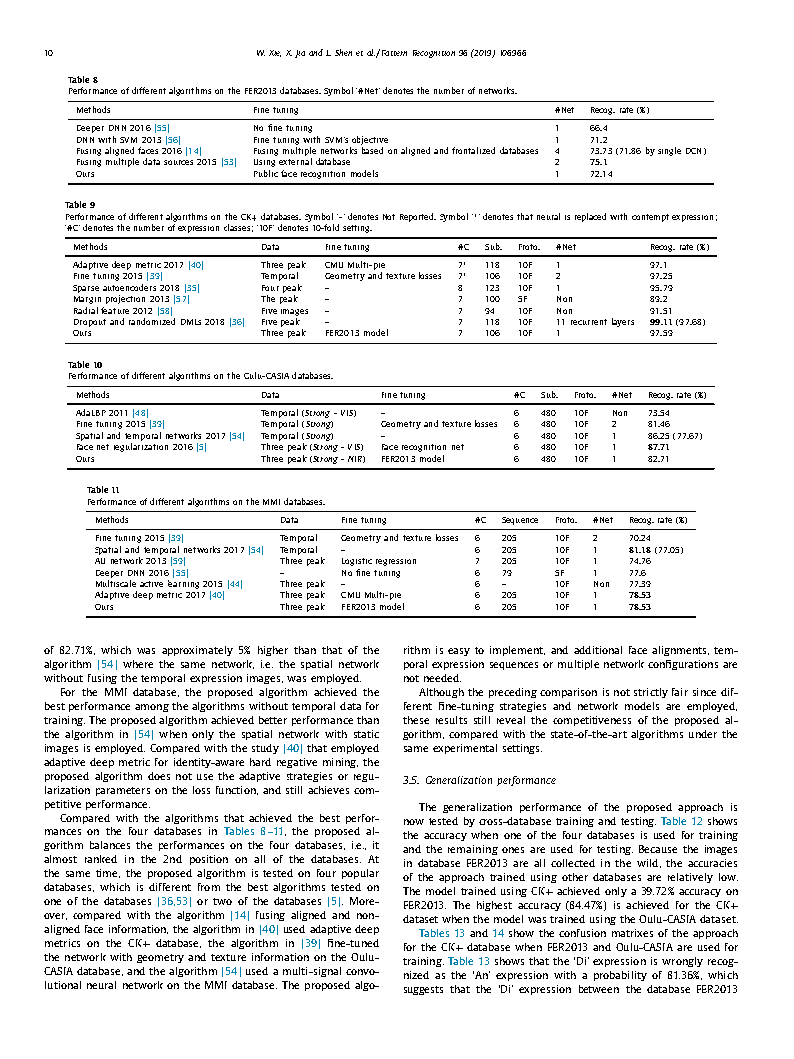 10
W. Xie, X. Jia and L. Shen et al. / Pattern Recognition 96 (2019) 106966
Table 8
Performance of different algorithms on the FER2013 databases. Symbol '#Net' denotes the number of networks.
Methods Fine tuning #Net Recog. rate (%)
Deeper DNN 2016 [55] No fine tuning 1 66.4
DNN with SVM 2013 [56] Fine tuning with SVM's objective 1 71.2
Fusing aligned faces 2016 [14] Fusing multiple networks based on aligned and frontalized databases 4 73.73 (71.86 by single DCN)
Fusing multiple data sources 2015 [53] Using external database 2 75.1
Ours Public face recognition models 1 72.14
Table 9
Performance of different algorithms on the CK+ databases. Symbol '–' denotes Not Reported. Symbol '*' denotes that neural is replaced with contempt expression;
'#C' denotes the number of expression classes; '10F' denotes 10-fold setting.
Methods Data Fine tuning #C Sub. Proto. #Net Recog. rate (%)
Adaptive deep metric 2017 [40] Three peak CMU Multi-pie 7* 118 10F 1 97.1
Fine tuning 2015 [39] Temporal Geometry and texture losses 7* 106 10F 2 97.25
Sparse autoencoders 2018 [35] Four peak – 8 123 10F 1 95.79
Margin projection 2013 [57] The peak – 7 100 5F Non 89.2
Radial feature 2012 [58] Five images – 7 94 10F Non 91.51
Dropout and randomized DMLs 2018 [36] Five peak – 7 118 10F 11 recurrent layers 99.11 (97.68)
Ours Three peak FER2013 model 7 106 10F 1 97.59
Table 10
Performance of different algorithms on the Oulu-CASIA databases.
Methods Data Fine tuning #C Sub. Proto. #Net Recog. rate (%)
AdaLBP 2011 [48] Temporal (Strong – VIS) – 6 480 10F Non 73.54
Fine tuning 2015 [39] Temporal (Strong) Geometry and texture losses 6 480 10F 2 81.46
Spatial and temporal networks 2017 [54] Temporal (Strong) – 6 480 10F 1 86.25 (77.67)
Face net regularization 2016 [5] Three peak (Strong – VIS) Face recognition net 6 480 10F 1 87.71
Ours Three peak (Strong – NIR) FER2013 model 6 480 10F 1 82.71
Table 11
Performance of different algorithms on the MMI databases.
Methods Data Fine tuning #C Sequence Proto. #Net Recog. rate (%)
Fine tuning 2015 [39] Temporal Geometry and texture losses 6 205 10F 2 70.24
Spatial and temporal networks 2017 [54] Temporal – 6 205 10F 1 81.18 (77.05)
AU network 2013 [59] Three peak Logistic regression 7 205 10F 1 74.76
Deeper DNN 2016 [55] – No fine tuning 6 79 5F 1 77.6
Multiscale active learning 2015 [44] Three peak – 6 – 10F Non 77.39
Adaptive deep metric 2017 [40] Three peak CMU Multi-pie 6 205 10F 1 78.53
Ours Three peak FER2013 model 6 205 10F 1 78.53
of 82.71%, which was approximately 5% higher than that of the
algorithm [54] where the same network, i.e. the spatial network
without fusing the temporal expression images, was employed.
For the MMI database, the proposed algorithm achieved the
best performance among the algorithms without temporal data for
training. The proposed algorithm achieved better performance than
the algorithm in [54] when only the spatial network with static
images is employed. Compared with the study [40] that employed
adaptive deep metric for identity-aware hard negative mining, the
proposed algorithm does not use the adaptive strategies or regu-
larization parameters on the loss function, and still achieves com-
petitive performance.
Compared with the algorithms that achieved the best perfor-
mances on the four databases in Tables 8–11, the proposed al-
gorithm balances the performances on the four databases, i.e., it
almost ranked in the 2nd position on all of the databases. At
the same time, the proposed algorithm is tested on four popular
databases, which is different from the best algorithms tested on
one of the databases [36,53] or two of the databases [5]. More-
over, compared with the algorithm [14] fusing aligned and non-
aligned face information, the algorithm in [40] used adaptive deep
metrics on the CK+ database, the algorithm in [39] fine-tuned
the network with geometry and texture information on the Oulu-
CASIA database, and the algorithm [54] used a multi-signal convo-
lutional neural network on the MMI database. The proposed algo-
rithm is easy to implement, and additional face alignments, tem-
poral expression sequences or multiple network configurations are
not needed.
Although the preceding comparison is not strictly fair since dif-
ferent fine-tuning strategies and network models are employed,
these results still reveal the competitiveness of the proposed al-
gorithm, compared with the state-of-the-art algorithms under the
same experimental settings.
3.5. Generalization performance
The generalization performance of the proposed approach is
now tested by cross-database training and testing. Table 12 shows
the accuracy when one of the four databases is used for training
and the remaining ones are used for testing. Because the images
in database FER2013 are all collected in the wild, the accuracies
of the approach trained using other databases are relatively low.
The model trained using CK+ achieved only a 39.72% accuracy on
FER2013. The highest accuracy (84.47%) is achieved for the CK+
dataset when the model was trained using the Oulu-CASIA dataset.
Tables 13 and 14 show the confusion matrixes of the approach
for the CK+ database when FER2013 and Oulu-CASIA are used for
training. Table 13 shows that the 'Di' expression is wrongly recog-
nized as the 'An' expression with a probability of 81.36%, which
suggests that the 'Di' expression between the database FER2013